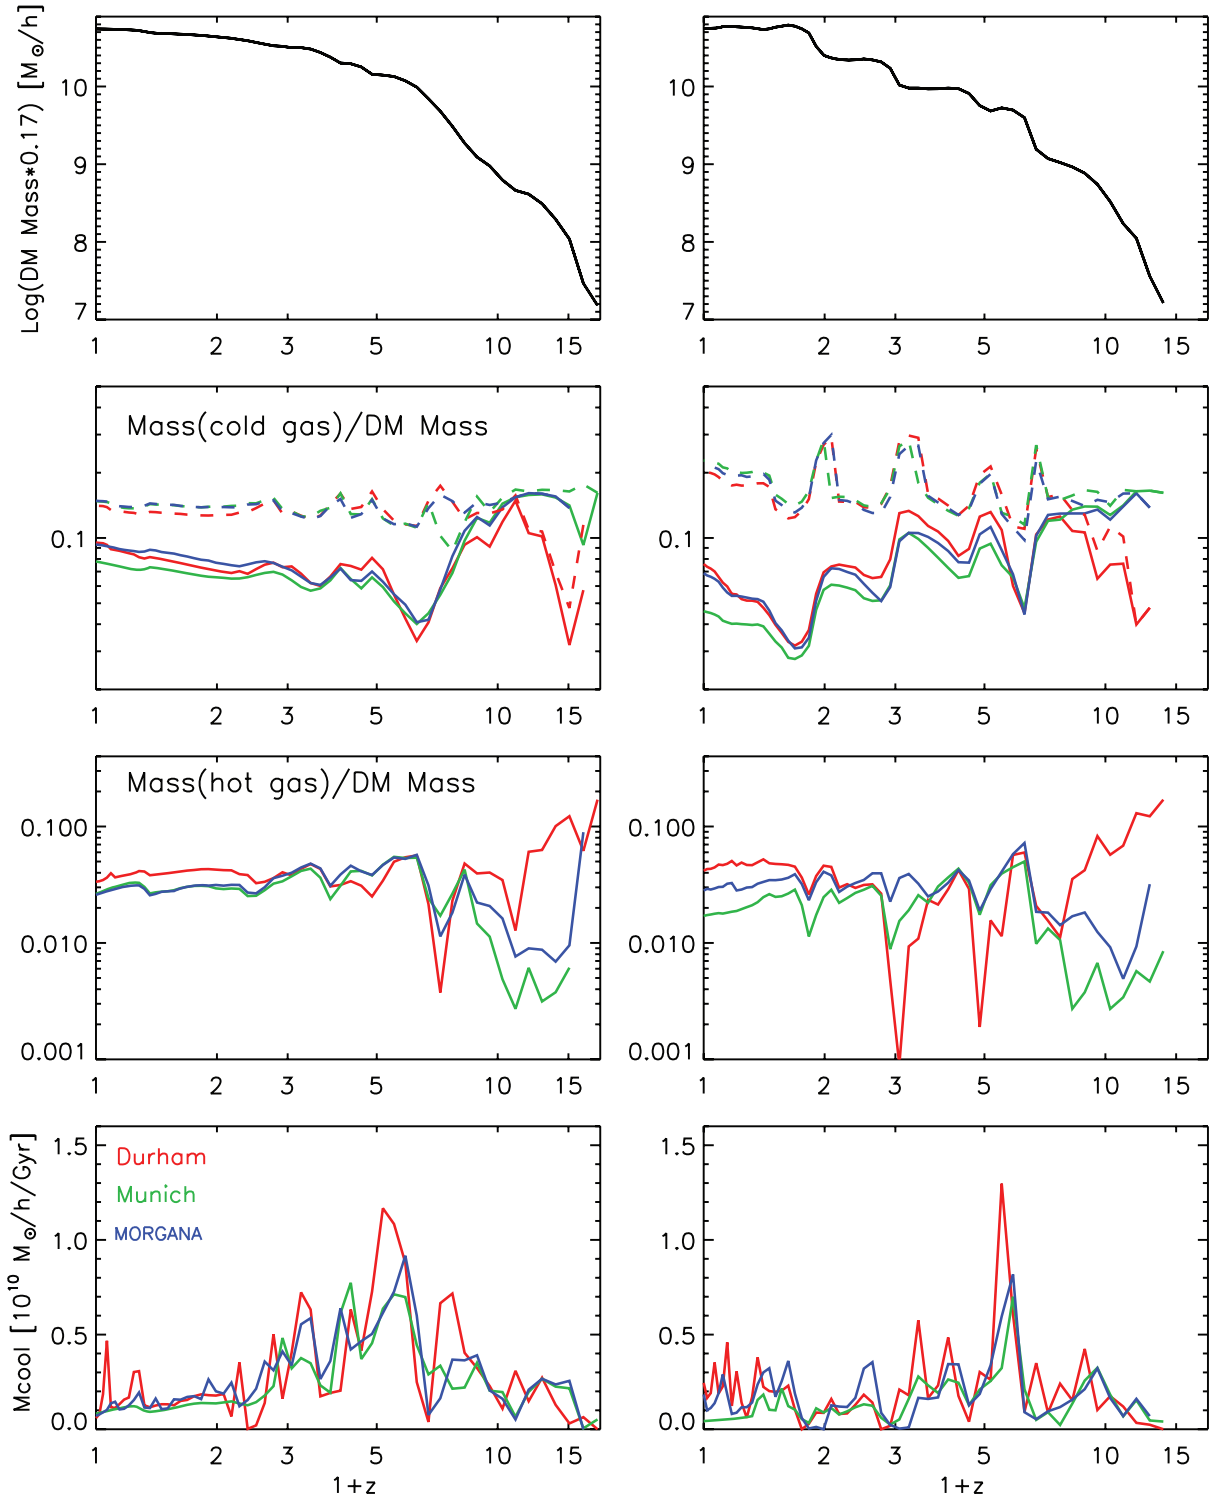 Log(DM Mass*0.17) [M☉/h]
10
9
8
7
1 2 3 5 10 15
10
9
8
7
1 2 3 5 10 15
Mass(cold gas)/DM Mass
0.1
1 2 3 5 10 15
0.1
1 2 3 5 10 15
Mass(hot gas)/DM Mass
0.100
0.010
0.001
1 2 3 5 10 15
0.100
0.010
0.001
1 2 3 5 10 15
Mcool [10¹⁰ M☉/h/Gyr]
1.5
1.0
0.5
0.0
Durham
Munich
MORGANA
1 2 3 5 10 15
1+z
1.5
1.0
0.5
0.0
1 2 3 5 10 15
1+z